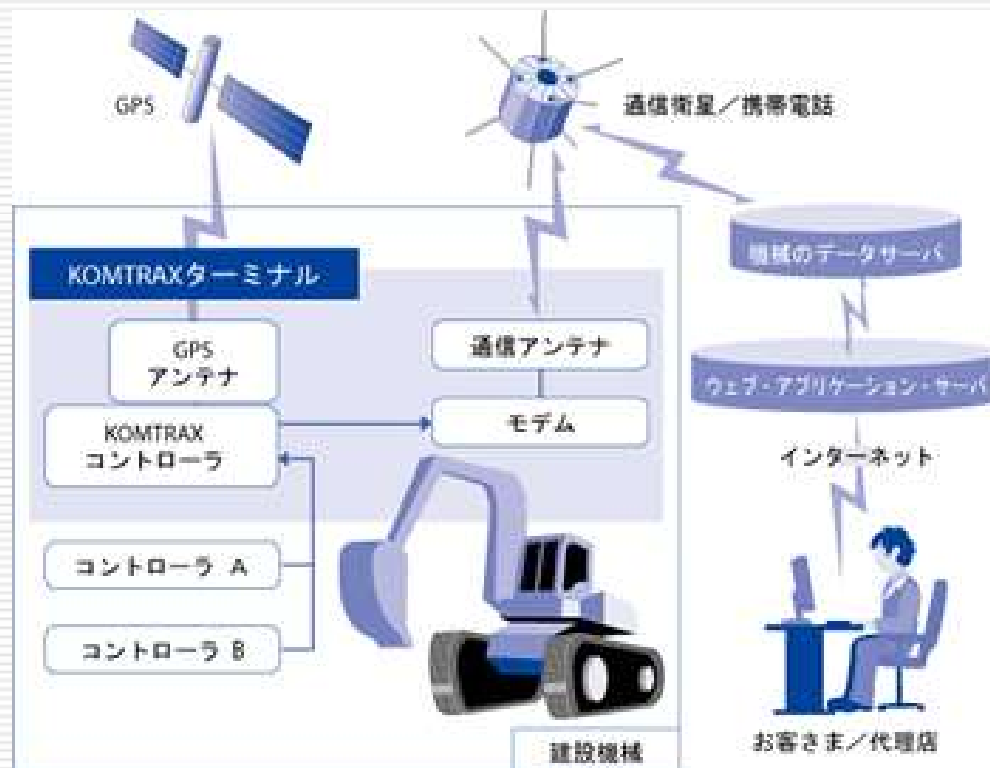 GPS
通信衛星／携帯電話
機械のデータサーバ
KOMTRAXターミナル
GPS
アンテナ
通信アンテナ
ウェブ・アプリケーション・サーバ
KOMTRAX
コントローラ
モデム
インターネット
コントローラ A
コントローラ B
建設機械
お客さま／代理店